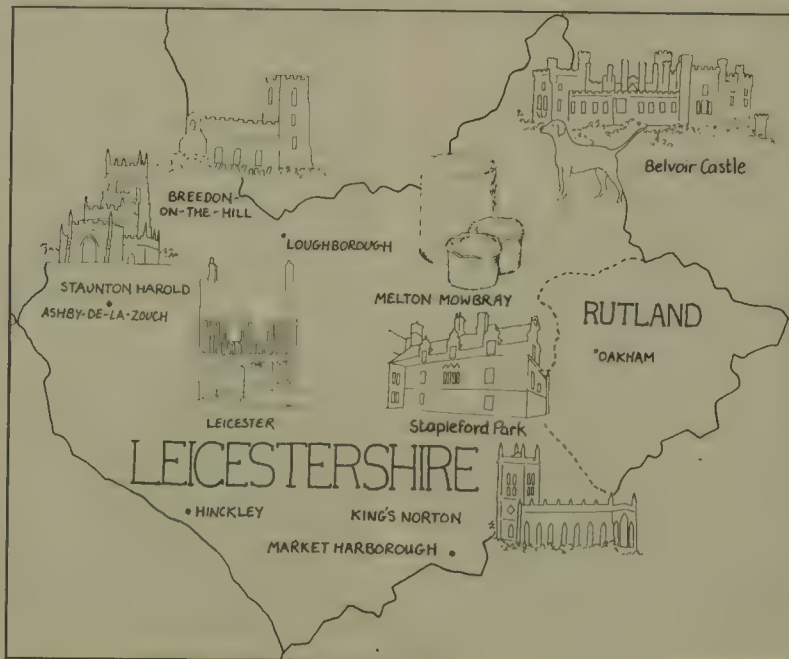 Belvoir Castle
BREEDON-
ON-THE-HILL
LOUGHBOROUGH
STAUNTON HAROLD
ASHBY-DE-LA-ZOUCH
MELTON MOWBRAY
RUTLAND
OAKHAM
LEICESTER
Stapleford Park
LEICESTERSHIRE
HINCKLEY
KING'S NORTON
MARKET HARBOROUGH